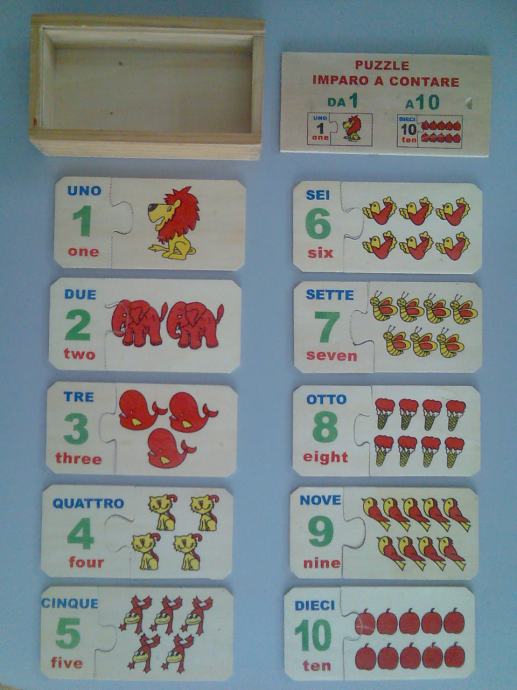 PUZZLE
IMPARO A CONTARE
DA 1 A 10
UNO
1
one
DIECI
10
ten
UNO
1
one
DUE
2
two
TRE
3
three
QUATTRO
4
four
CINQUE
5
five
SEI
6
six
SETTE
7
seven
OTTO
8
eight
NOVE
9
nine
DIECI
10
ten